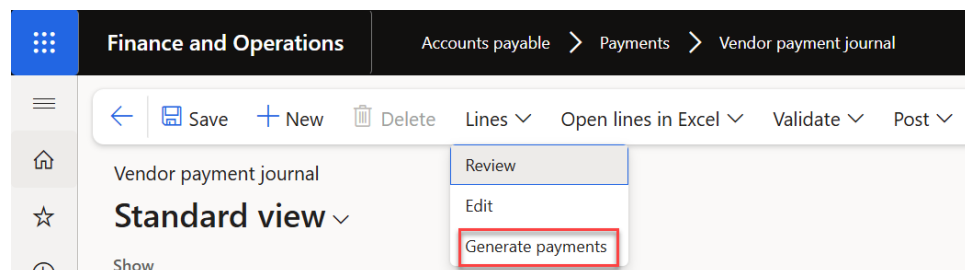 Finance and Operations
Accounts payable > Payments > Vendor payment journal
Save New Delete Lines Open lines in Excel Validate Post
Review
Vendor payment journal
Edit
Standard view
Generate payments
Show